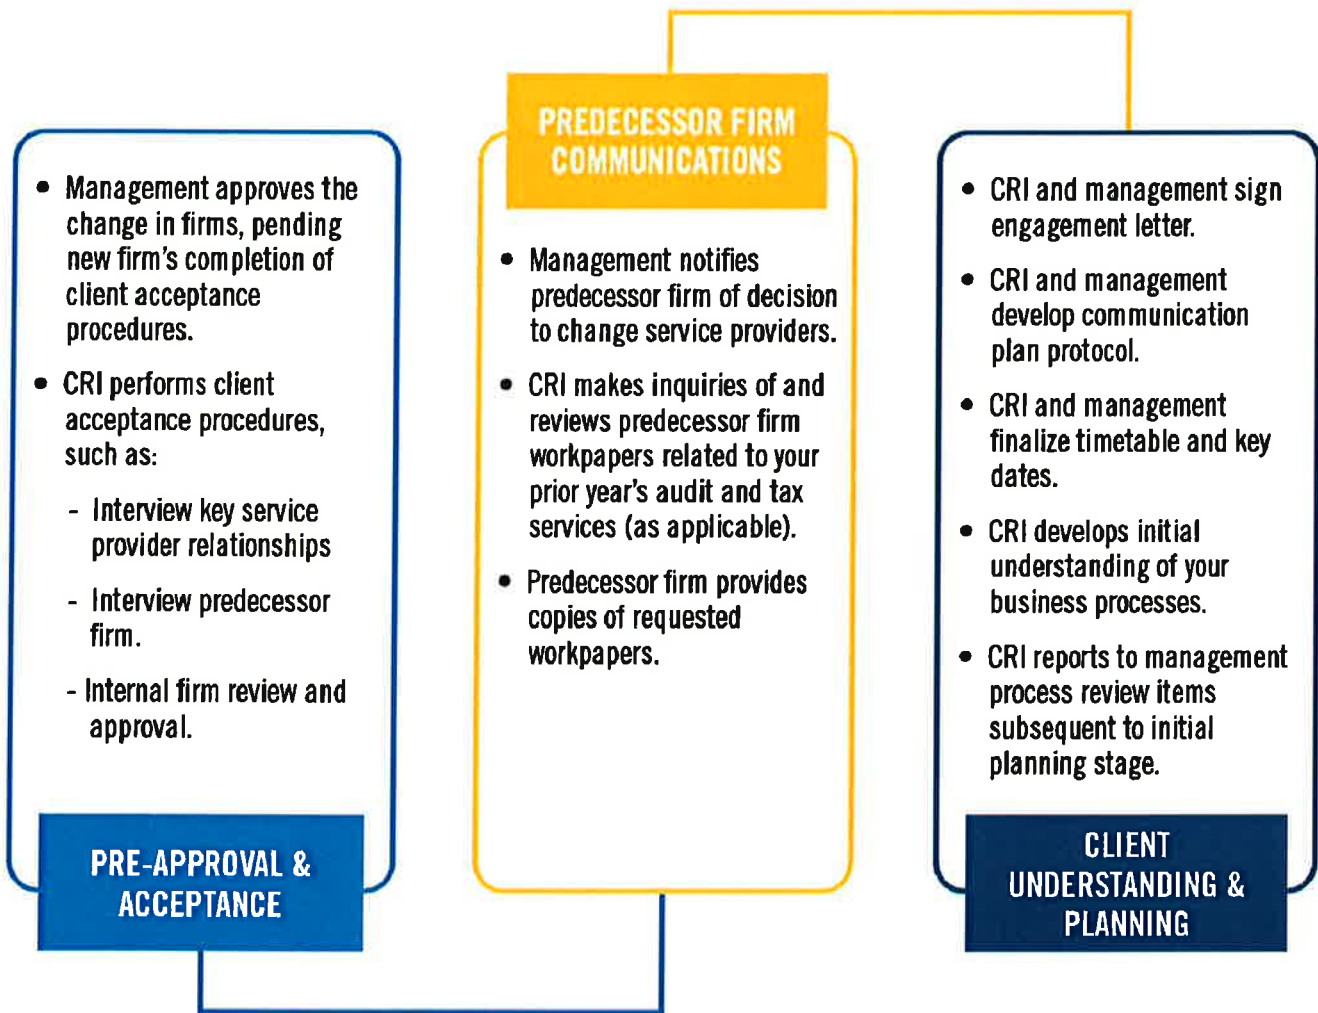 • Management approves the
change in firms, pending
new firm's completion of
client acceptance
procedures.
• CRI performs client
acceptance procedures,
such as:
- Interview key service
provider relationships
- Interview predecessor
firm.
- Internal firm review and
approval.
PRE-APPROVAL &
ACCEPTANCE
PREDECESSOR FIRM
COMMUNICATIONS
• Management notifies
predecessor firm of decision
to change service providers.
• CRI makes inquiries of and
reviews predecessor firm
workpapers related to your
prior year's audit and tax
services (as applicable).
• Predecessor firm provides
copies of requested
workpapers.
• CRI and management sign
engagement letter.
• CRI and management
develop communication
plan protocol.
• CRI and management
finalize timetable and key
dates.
• CRI develops initial
understanding of your
business processes.
• CRI reports to management
process review items
subsequent to initial
planning stage.
CLIENT
UNDERSTANDING &
PLANNING